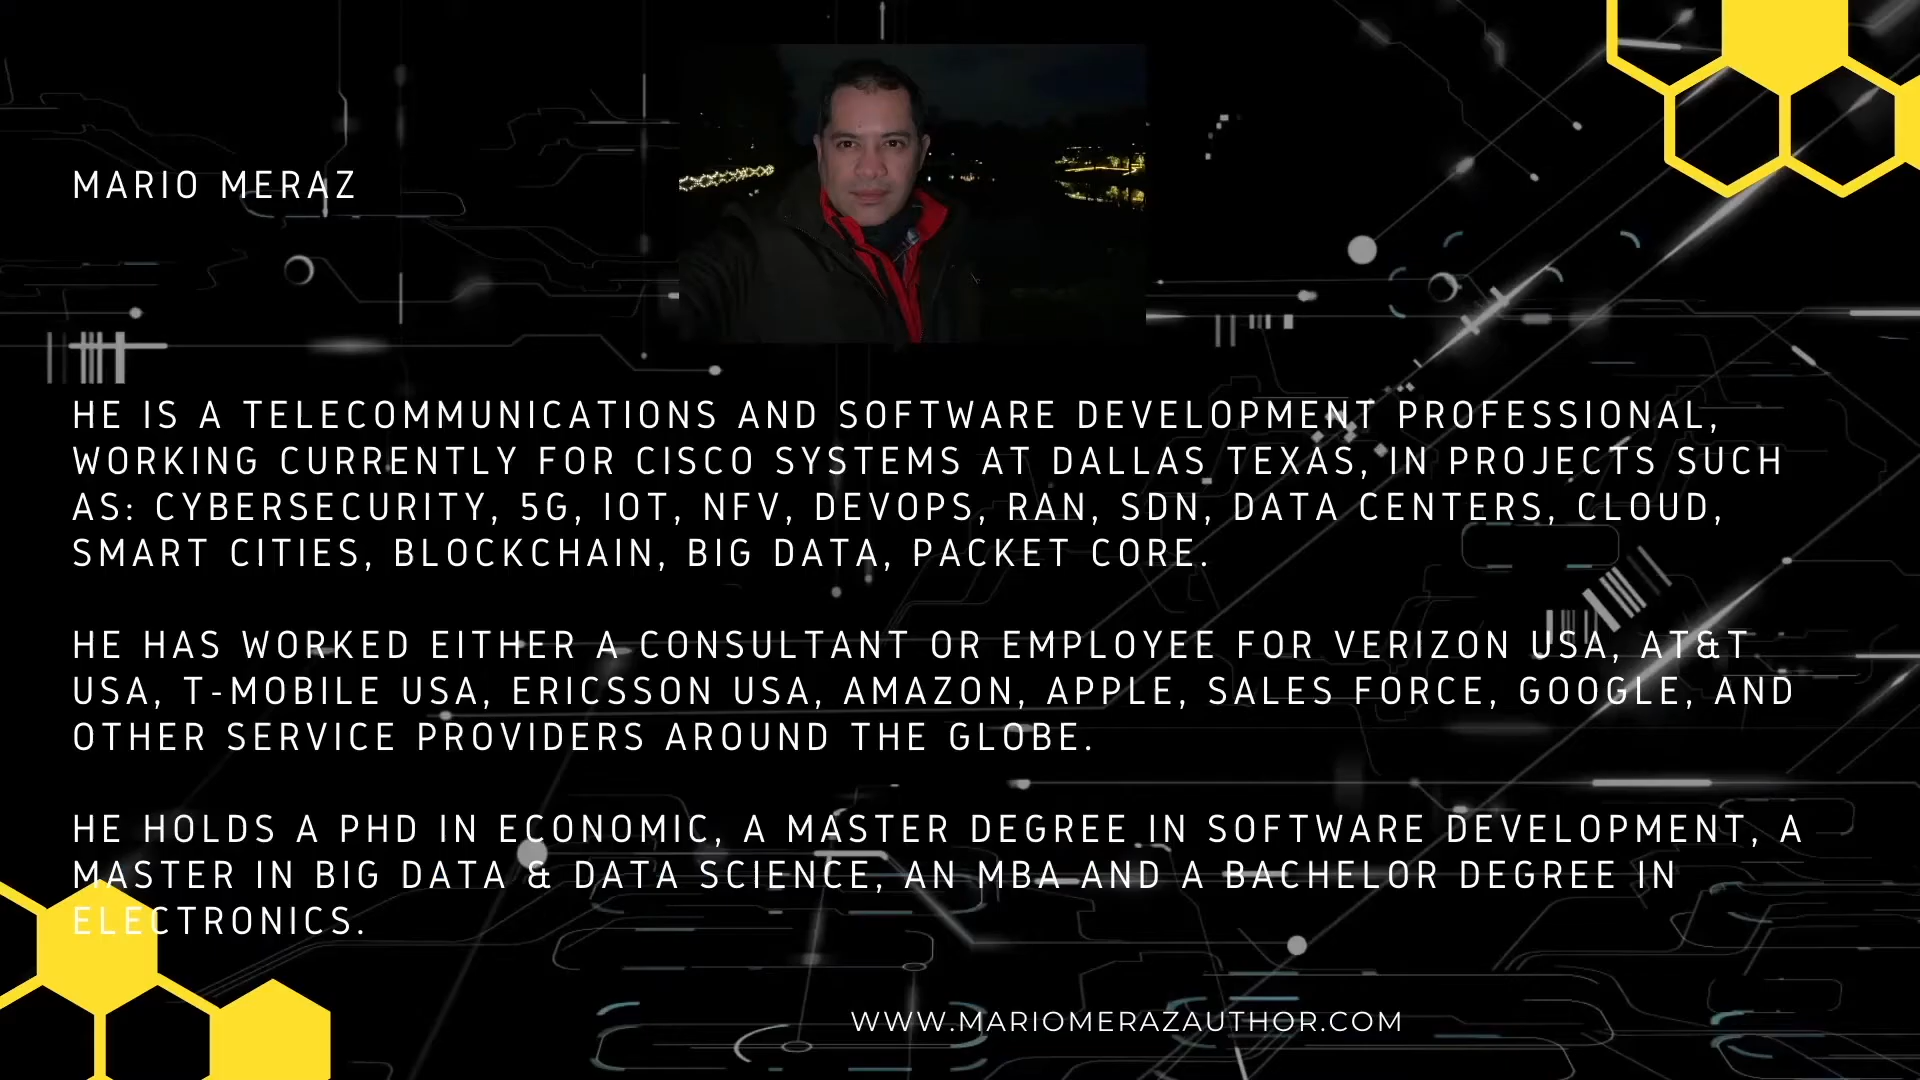 MARIO MERAZ
HE IS A TELECOMMUNICATIONS AND SOFTWARE DEVELOPMENT PROFESSIONAL,
WORKING CURRENTLY FOR CISCO SYSTEMS AT DALLAS TEXAS, IN PROJECTS SUCH
AS: CYBERSECURITY, 5G, IOT, NFV, DEVOPS, RAN, SDN, DATA CENTERS, CLOUD,
SMART CITIES, BLOCKCHAIN, BIG DATA, PACKET CORE.
HE HAS WORKED EITHER A CONSULTANT OR EMPLOYEE FOR VERIZON USA, AT&T
USA, T-MOBILE USA, ERICSSON USA, AMAZON, APPLE, SALES FORCE, GOOGLE, AND
OTHER SERVICE PROVIDERS AROUND THE GLOBE.
HE HOLDS A PHD IN ECONOMIC, A MASTER DEGREE IN SOFTWARE DEVELOPMENT, A
MASTER IN BIG DATA & DATA SCIENCE, AN MBA AND A BACHELOR DEGREE IN
ELECTRONICS.
WWW.MARIOMERAZAUTHOR.COM